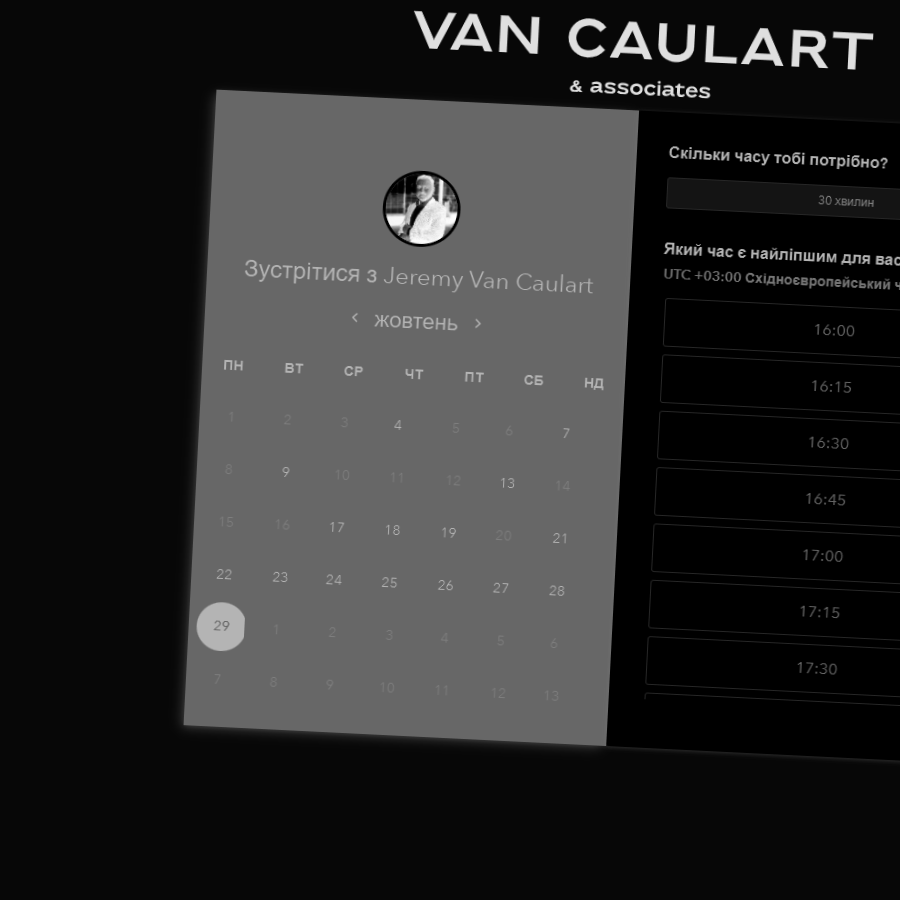 VAN CAULART
& associates
Зустрітися з Jeremy Van Caulart
жовтень
ПН ВТ СР ЧТ ПТ СБ НД
1 2 3 4 5 6 7
8 9 10 11 12 13 14
15 16 17 18 19 20 21
22 23 24 25 26 27 28
29 1 2 3 4 5 6
7 8 9 10 11 12 13
Скільки часу тобі потрібно?
30 хвилин
Який час є найліпшим для вас
UTC +03:00 Східноєвропейський ч
16:00
16:15
16:30
16:45
17:00
17:15
17:30